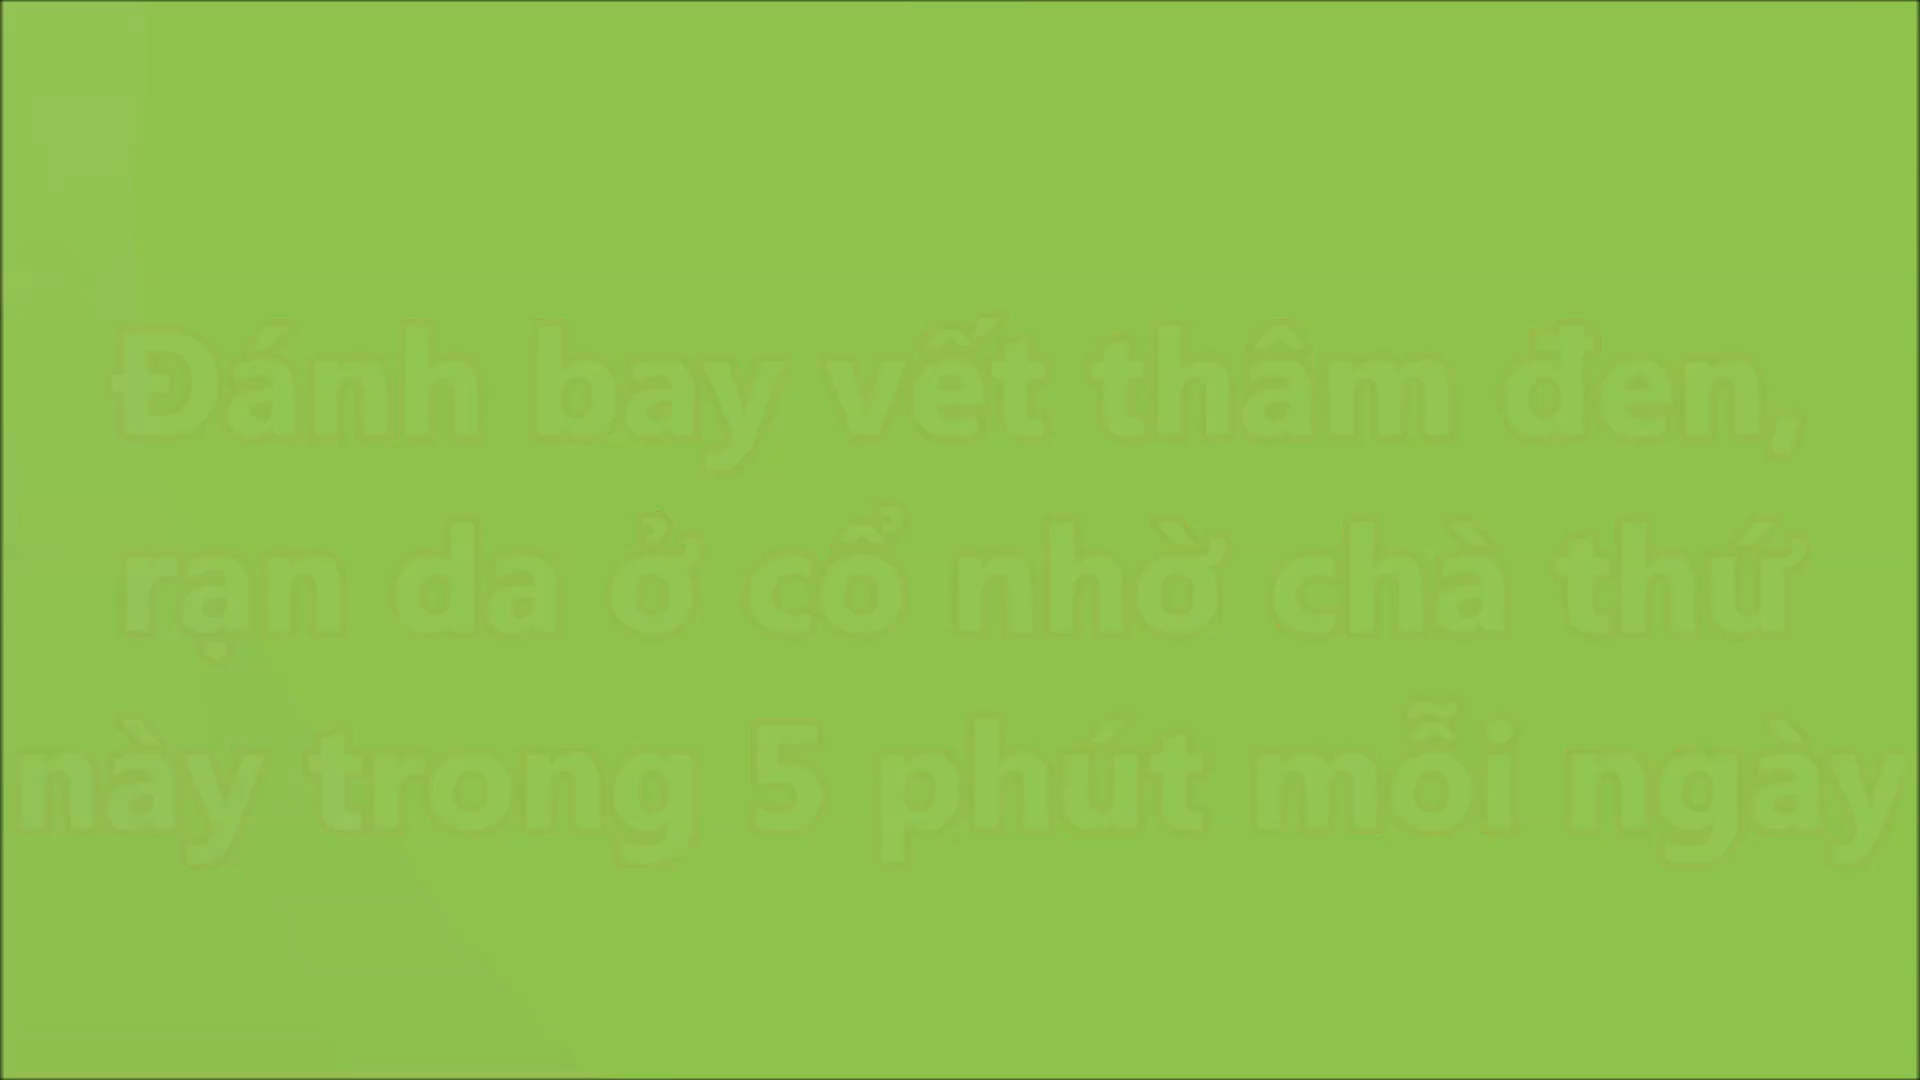 Đánh bay vết thâm đen,
rạn da ở cổ nhờ chà thứ
này trong 5 phút mỗi ngày